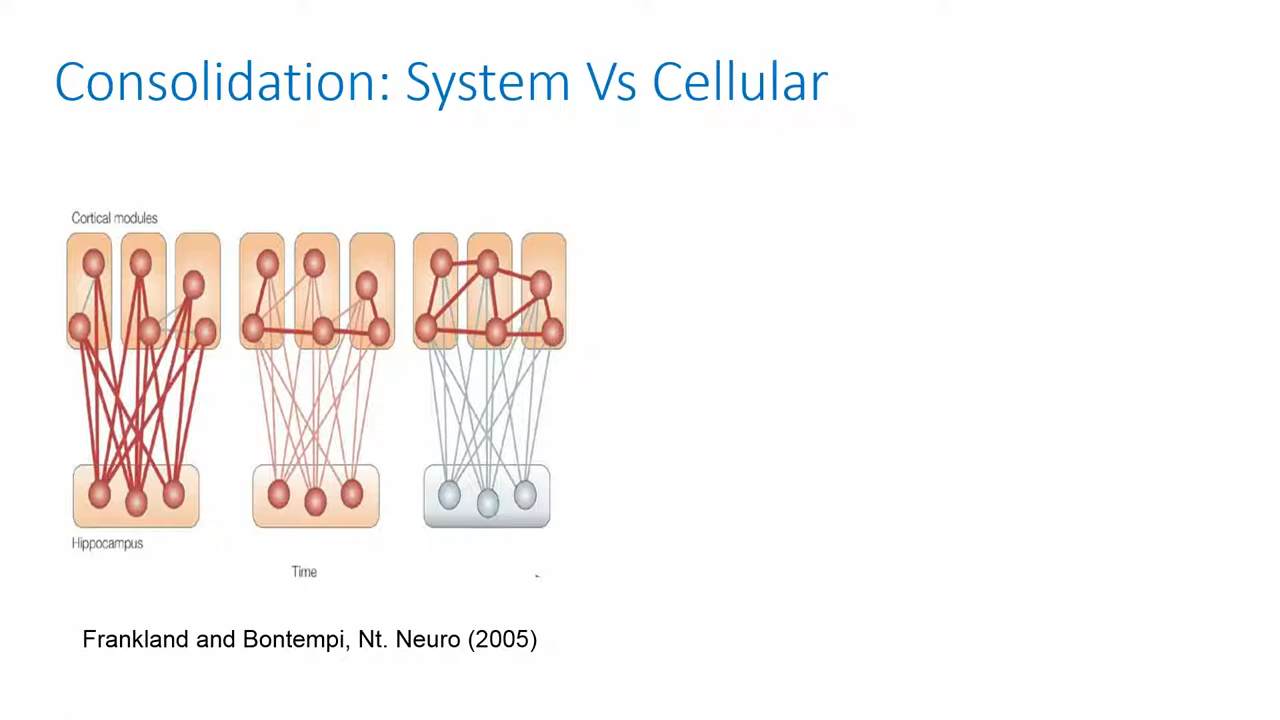 Consolidation: System Vs Cellular
Cortical modules
Hippocampus
Time
Frankland and Bontempi, Nt. Neuro (2005)